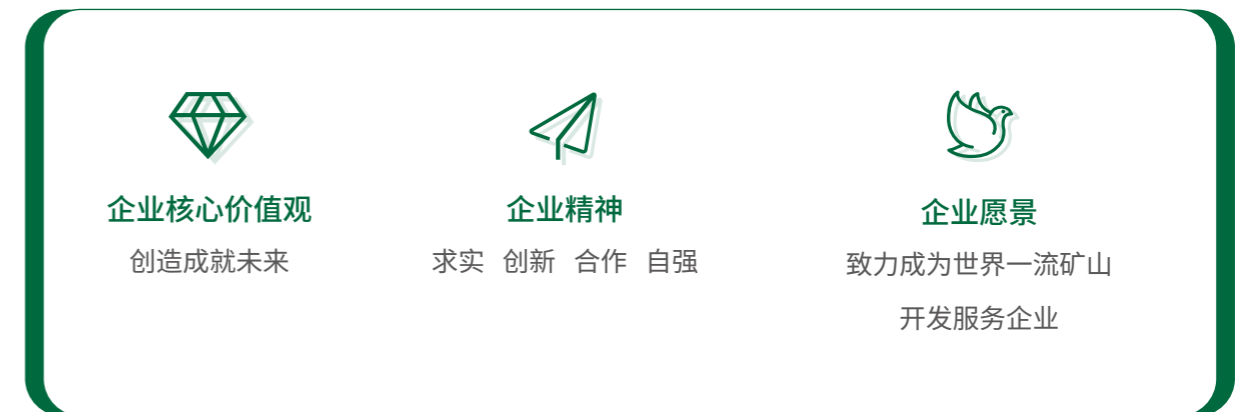 企业核心价值观
创造成就未来
企业精神
求实 创新 合作 自强
企业愿景
致力成为世界一流矿山
开发服务企业